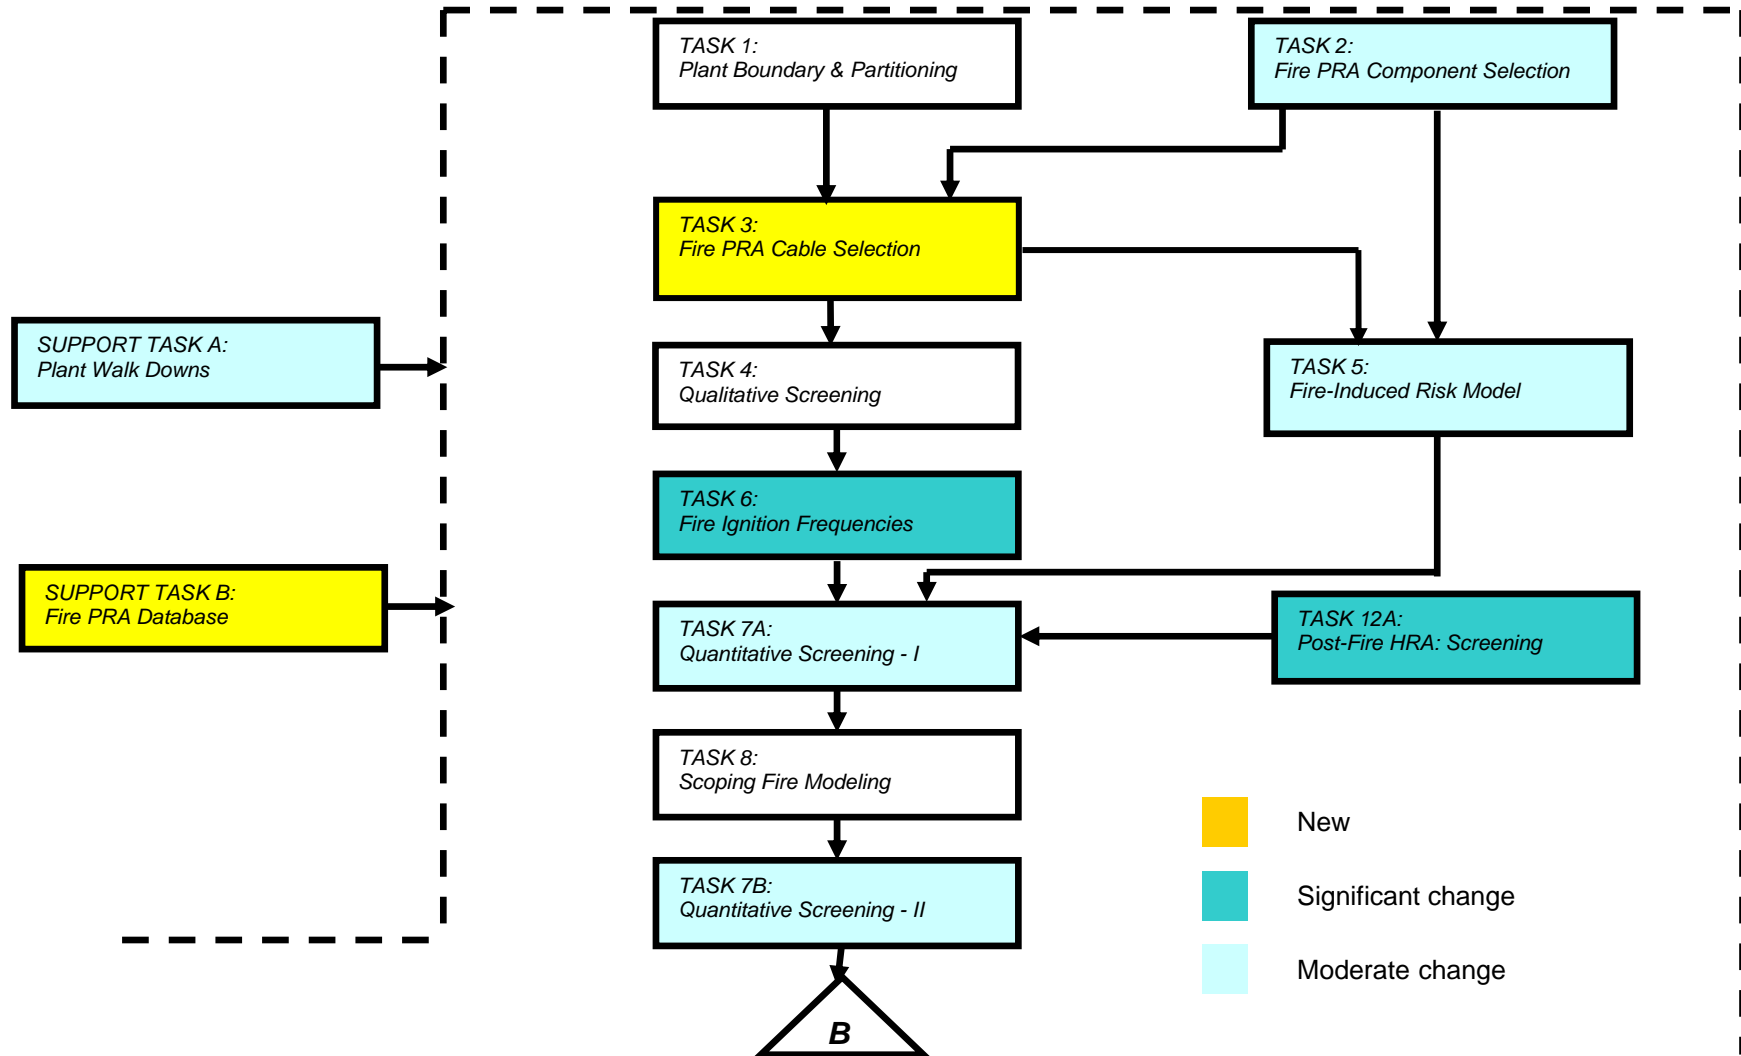 TASK 1:
Plant Boundary & Partitioning
TASK 2:
Fire PRA Component Selection
TASK 3:
Fire PRA Cable Selection
SUPPORT TASK A:
Plant Walk Downs
TASK 4:
Qualitative Screening
TASK 5:
Fire-Induced Risk Model
TASK 6:
Fire Ignition Frequencies
SUPPORT TASK B:
Fire PRA Database
TASK 7A:
Quantitative Screening - I
TASK 12A:
Post-Fire HRA: Screening
TASK 8:
Scoping Fire Modeling
TASK 7B:
Quantitative Screening - II
New
Significant change
Moderate change
B